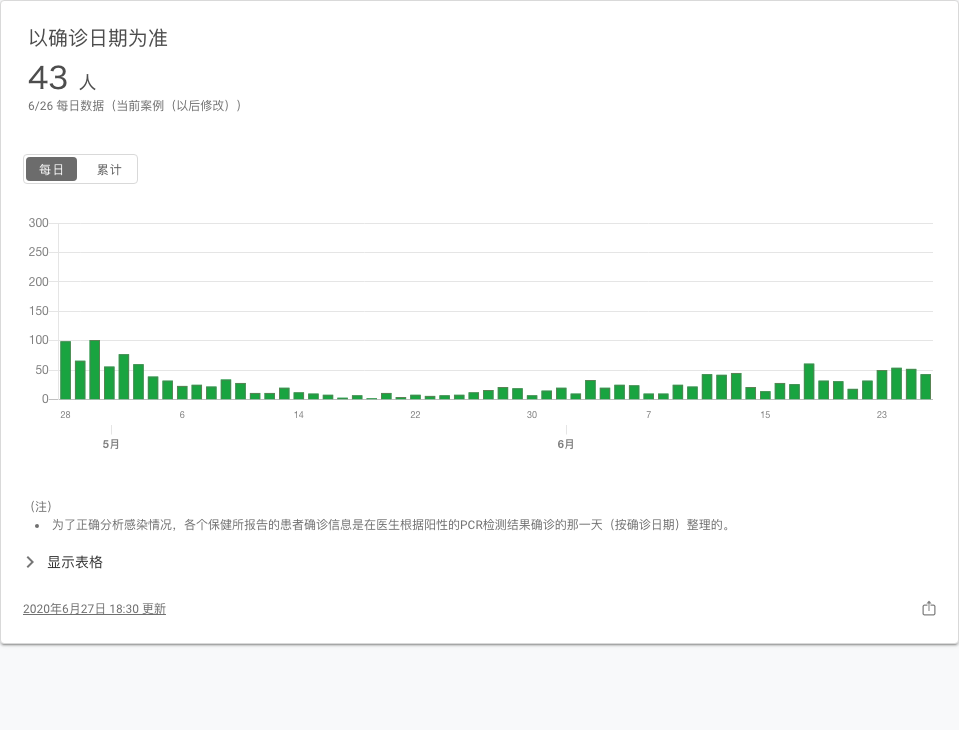 以确诊日期为准
43 人
6/26 每日数据（当前案例（以后修改））
每日 累计
300
250
200
150
100
50
0
28 6 14 22 30 7 15 23
5月 6月
（注）
• 为了正确分析感染情况，各个保健所报告的患者确诊信息是在医生根据阳性的PCR检测结果确诊的那一天（按确诊日期）整理的。
显示表格
2020年6月27日 18:30 更新